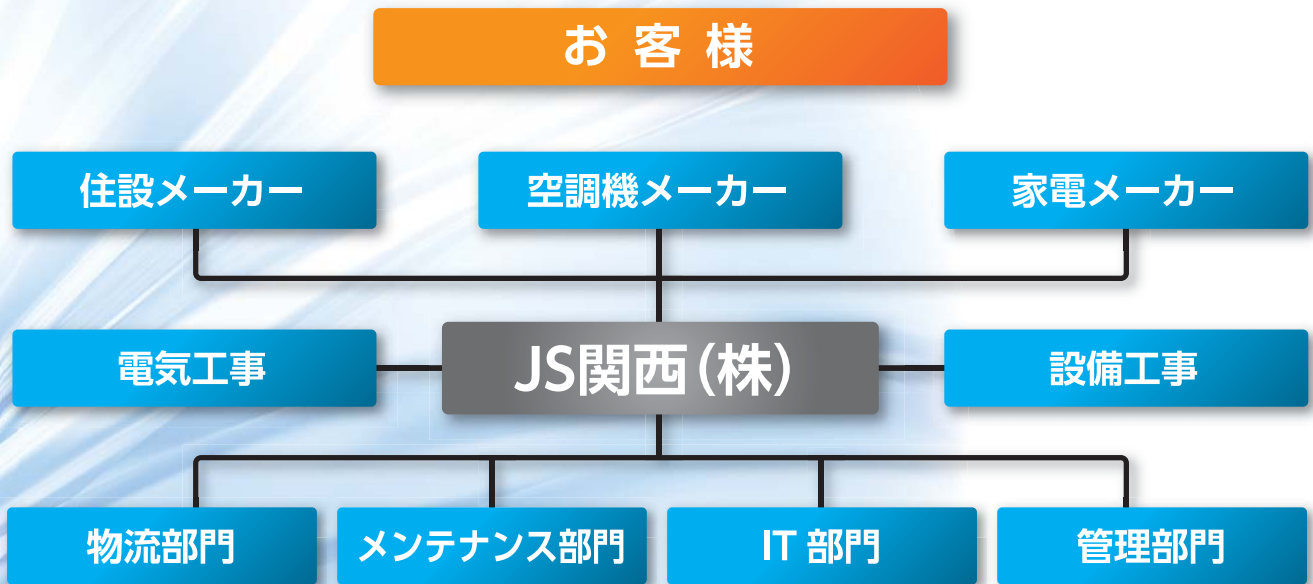 お客様
住設メーカー
空調機メーカー
家電メーカー
電気工事
JS関西(株)
設備工事
物流部門
メンテナンス部門
IT部門
管理部門